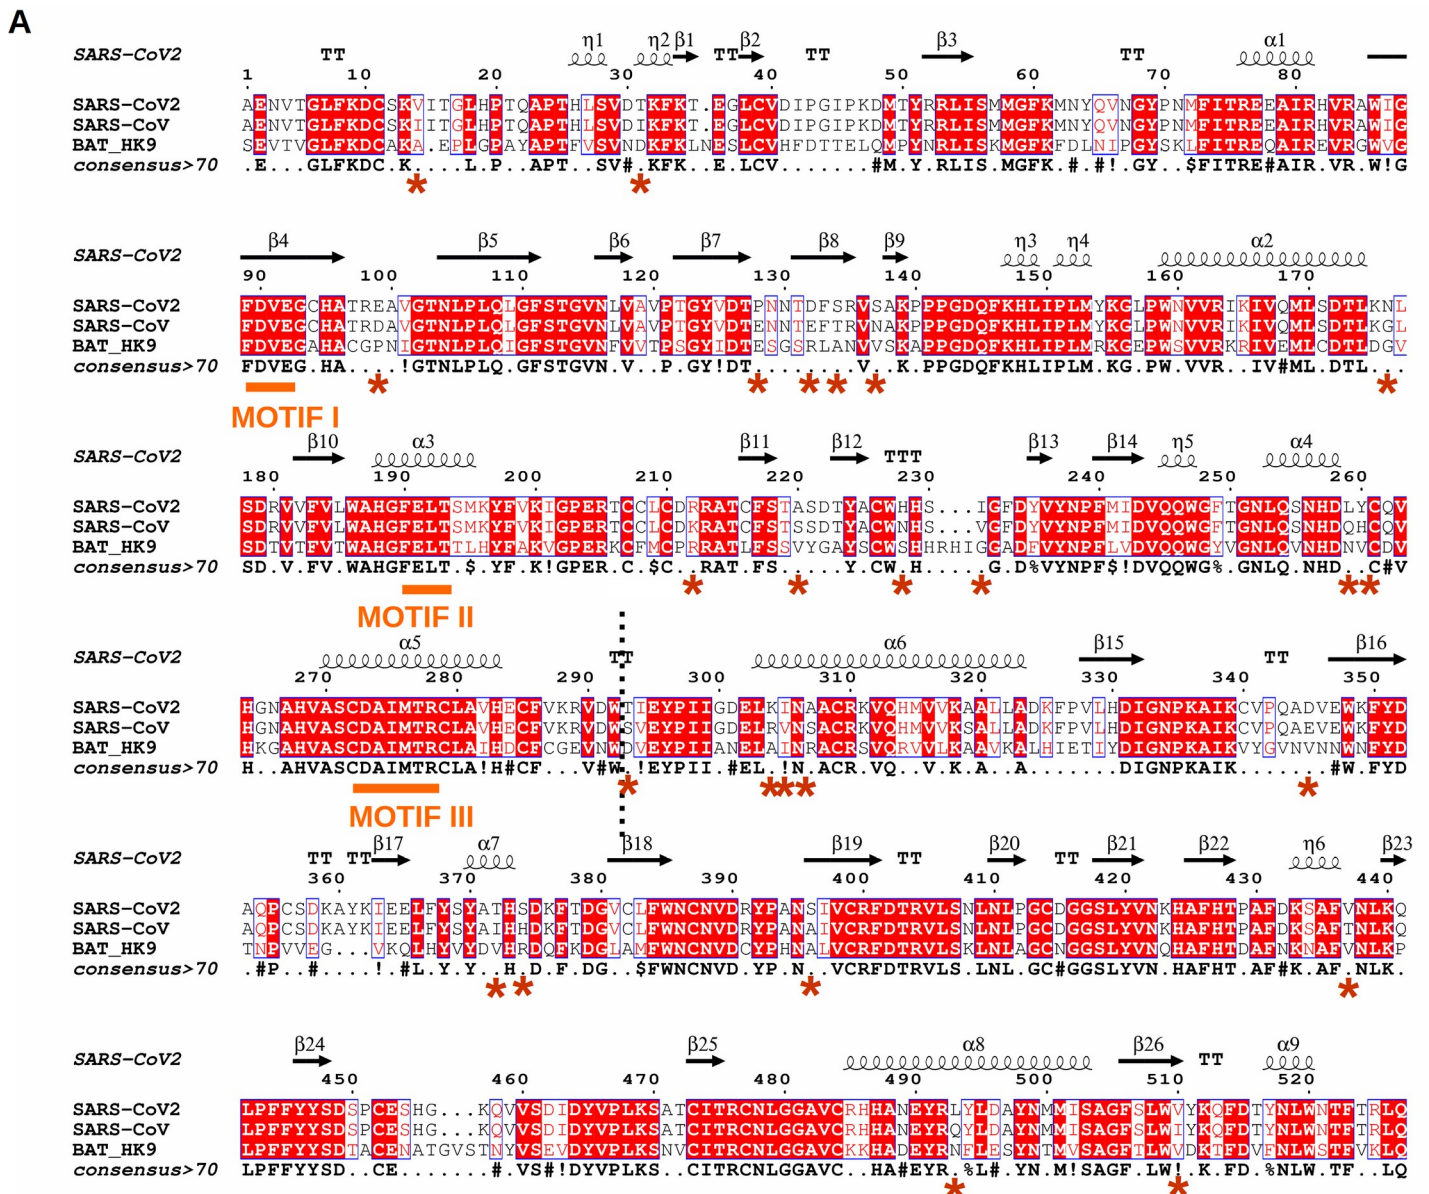 A
SARS-CoV2 TT η1 η2 β1 TT β2 TT β3 TT α1
1 10 20 30 40 50 60 70 80
SARS-CoV2 AENVTGLFKDCSKVITGLHPTQAPTHLSVDTKFKT.EGLCVDIPGIPKDMTYRRLISMMGFKMNYQVNGYPNMFITREEAIRHVRAWIG
SARS-CoV AENVTGLFKDCSKIITGLHPTQAPTHLSVDIKFKT.EGLCVDIPGIPKDMTYRRLISMMGFKMNYQVNGYPNMFITREEAIRHVRAWIG
BAT_HK9 SEVTVGLFKDCSKA.EPLGPAYAPTFVSVNDKFKLNESLCVHFDTTELQMPYNRLISKMGFKFDLNIPGYSKLFITREQAIREVRGWVG
consensus>70 .E...GLFKDC.K....L.P..APT..SV#.KFK..E.LCV.......#M.Y.RLIS.MGFK.#.#!.GY..$FITRE#AIR.VR.W!G
* *
SARS-CoV2 β4 β5 β6 β7 β8 β9 η3 η4 α2
90 100 110 120 130 140 150 160 170
SARS-CoV2 FDVEGCHATREAVGTNLPLQLGFSTGVNLVAVPTGYVDTPNNTDFSRVSAKPPPGDQFKHLIPLMYKGLPWNVVRIKIVQMLSDTLKNL
SARS-CoV FDVEGCHATRDAVGTNLPLQLGFSTGVNLVAVPTGYVDTENNTEFTRVNAKPPPGDQFKHLIPLMYKGLPWNVVRIKIVQMLSDTLKGL
BAT_HK9 FDVEGAHACGPNIGTNLPLQIGFSTGVNFVVTPSGYIDTESGSRLANVVSKAPPGDQFKHLIPLMRKGEPWSVVRKRIVEMLCDTLDGV
consensus>70 FDVEG.HA....!GTNLPLQ.GFSTGVN.V..P.GY!DT........V..K.PPGDQFKHLIPLM.KG.PW.VVR..IV#ML.DTL...
* * * * * *
MOTIF I
SARS-CoV2 β10 α3 β11 β12 TTT β13 β14 η5 α4
180 190 200 210 220 230 240 250 260
SARS-CoV2 SDRVVFVLWAHGFELTSMKYFVKIGPERTCCLCDRRATCFSTASDTYACWHHS...IGFDYVYNPFMIDVQQWGFTGNLQSNHDLYCQV
SARS-CoV SDRVVFVLWAHGFELTSMKYFVKIGPERTCCLCDKRATCFSTSSDTYACWNHS...VGFDYVYNPFMIDVQQWGFTGNLQSNHDQHCQV
BAT_HK9 SDTVTFVTWAHGFELTTLHYFAKVGPERKCFMCPRRATLFSSVYGAYSCWSHHRHIGGADFVYNPFLVDVQQWGYVGNLQVNHDNVCDV
consensus>70 SD.V.FV.WAHGFELT.$.YF.K!GPER.C.$C..RAT.FS.....Y.CW.H.....G.D%VYNPF$!DVQQWG%.GNLQ.NHD..C#V
* * * * * *
MOTIF II
SARS-CoV2 α5 TT α6 β15 TT β16
270 280 290 300 310 320 330 340 350
SARS-CoV2 HGNAHVASCDAIMTRCLAVHECFVKRVDWTIEYPIIGDELKINAACRKVQHMVVKAALLADKFPVLHDIGNPKAIKCVPQADVEWKFYD
SARS-CoV HGNAHVASCDAIMTRCLAVHECFVKRVDWSVEYPIIGDELRVNSACRKVQHMVVKSALLADKFPVLHDIGNPKAIKCVPQAEVEWKFYD
BAT_HK9 HKGAHVASCDAIMTRCLAIHDCFCGEVNWDVEYPIIANELAINRACRSVQRVVLKAAVKALHIETIYDIGNPKAIKVYGVNVNNWNFYD
consensus>70 H..AHVASCDAIMTRCLA!H#CF...V#W.!EYPII.#EL.!N.ACR.VQ..V.K.A..A.......DIGNPKAIK.......#W.FYD
* * * * *
MOTIF III
SARS-CoV2 TT TT β17 α7 β18 β19 TT β20 TT β21 β22 η6 β23
360 370 380 390 400 410 420 430 440
SARS-CoV2 AQPCSDKAYKIEELFYSYATHSDKFTDGVCLFWNCNVDRYPANSIVCRFDTRVLSNLNLPGCDGGSLYVNKHAFHTPAFDKSAFVNLKQ
SARS-CoV AQPCSDKAYKIEELFYSYAIHHDKFTDGVCLFWNCNVDRYPANAIVCRFDTRVLSNLNLPGCDGGSLYVNKHAFHTPAFDKSAFTNLKQ
BAT_HK9 TNPVVEG...VKQLHYVYDVHRDQFKDGLAMFWNCNVDCYPHNALVCRFDTRVLSKLNLAGCNGGSLYVNQHAFHTDAFNKNAFVNLKP
consensus>70 .#P..#....!.#L.Y.Y..H.D.F.DG..$FWNCNVD.YP.N..VCRFDTRVLS.LNL.GC#GGSLYVN.HAFHT.AF#K.AF.NLK.
* * * *
SARS-CoV2 β24 β25 α8 β26 TT α9
450 460 470 480 490 500 510 520
SARS-CoV2 LPFFYYSDSPCESHG...KQVVSDIDYVPLKSATCITRCNLGGAVCRHHANEYRLYLDAYNMMISAGFSLWVYKQFDTYNLWNTFTRLQ
SARS-CoV LPFFYYSDSPCESHG...KQVVSDIDYVPLKSATCITRCNLGGAVCRHHANEYRQYLDAYNMMISAGFSLWIYKQFDTYNLWNTFTRLQ
BAT_HK9 LPFFYYSDTACENATGVSTNYVSEVDYVPLKSNVCITRCNLGGAVCKKHADEYRNFLESYNTMVSAGFTLWVDKTFDVFNLWSTFVKLQ
consensus>70 LPFFYYSD..CE.......#.VS#!DYVPLKS..CITRCNLGGAVC..HA#EYR.%L#.YN.M!SAGF.LW!.K.FD.%NLW.TF..LQ
* *